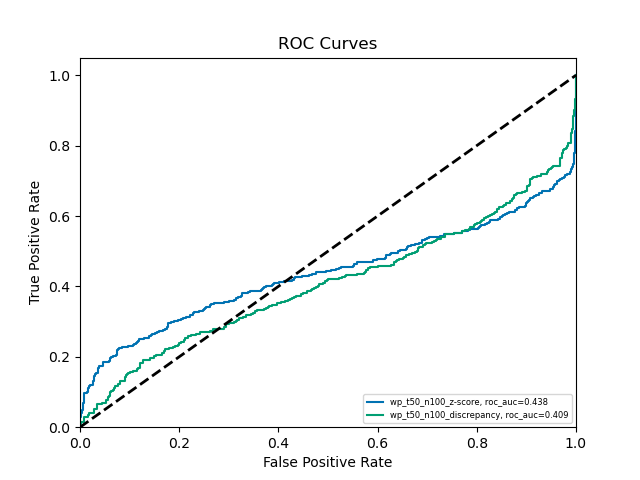 ROC Curves
True Positive Rate
1.0
0.8
0.6
0.4
0.2
0.0
wp_t50_n100_z-score, roc_auc=0.438
wp_t50_n100_discrepancy, roc_auc=0.409
0.0 0.2 0.4 0.6 0.8 1.0
False Positive Rate